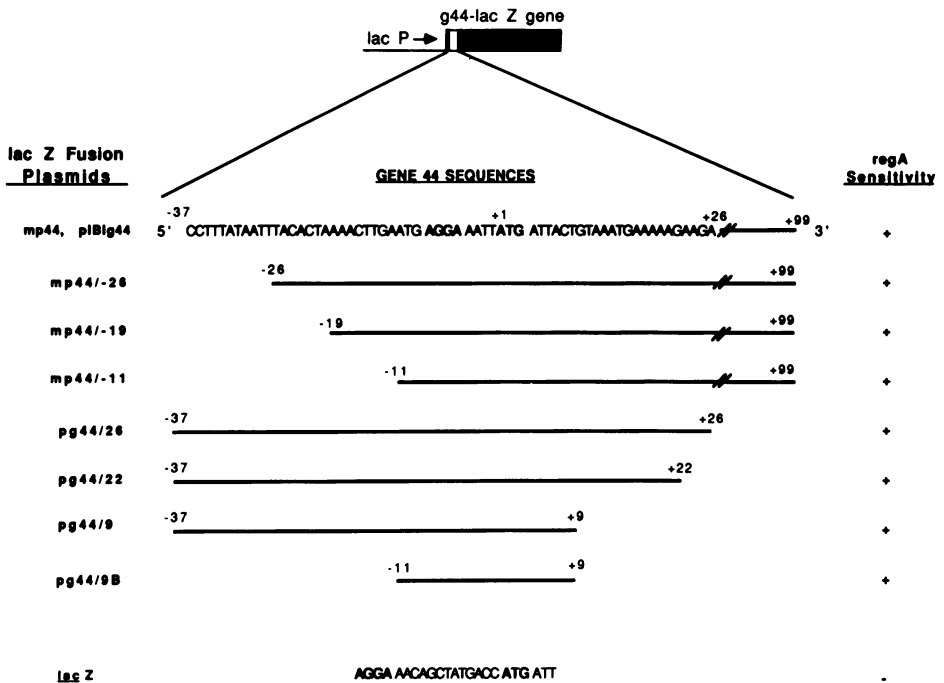 g44-lac Z gene
lac P
lac Z Fusion
Plasmids
GENE 44 SEQUENCES
regA
Sensitivity
-37 +1 +26 +99
mp44, pIBIg44 5' CCTTTATAATTTACACTAAAACTTGAATG AGGA AATTATG ATTACTGTAAATGAAAAAGAAGA 3' +
-26 +99
mp44/-26 +
-19 +99
mp44/-19 +
-11 +99
mp44/-11 +
-37 +26
pg44/26 +
-37 +22
pg44/22 +
-37 +9
pg44/9 +
-11 +9
pg44/9B +
lac Z AGGA AACAGCTATGACC ATG ATT -